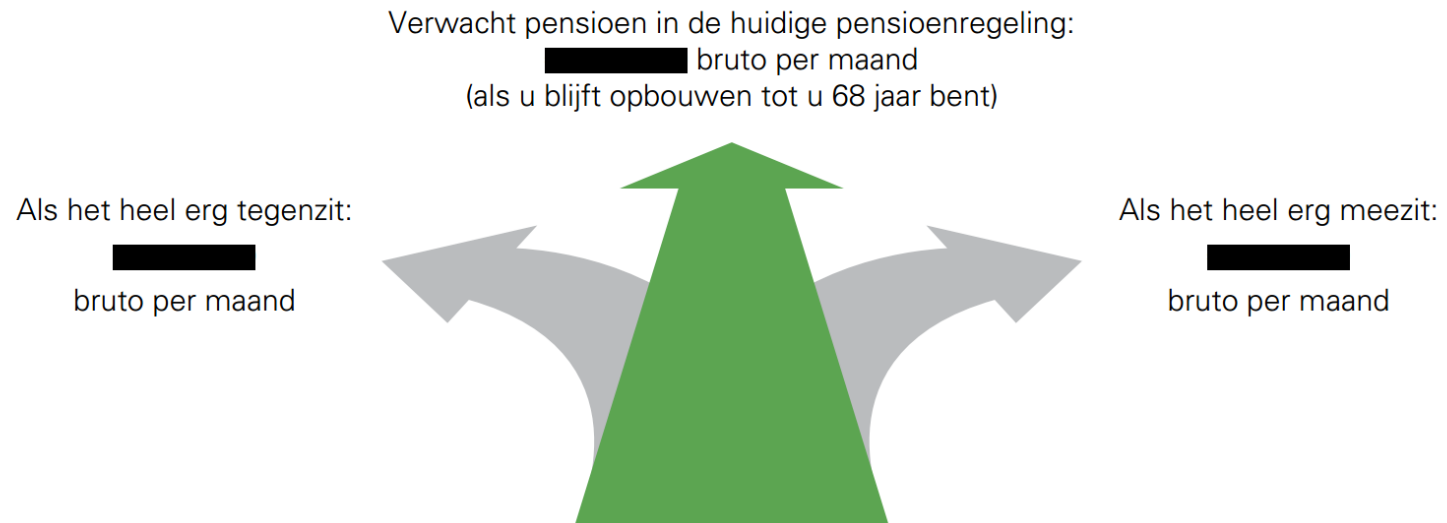 Verwacht pensioen in de huidige pensioenregeling:
bruto per maand
(als u blijft opbouwen tot u 68 jaar bent)
Als het heel erg tegenzit:
bruto per maand
Als het heel erg meezit:
bruto per maand